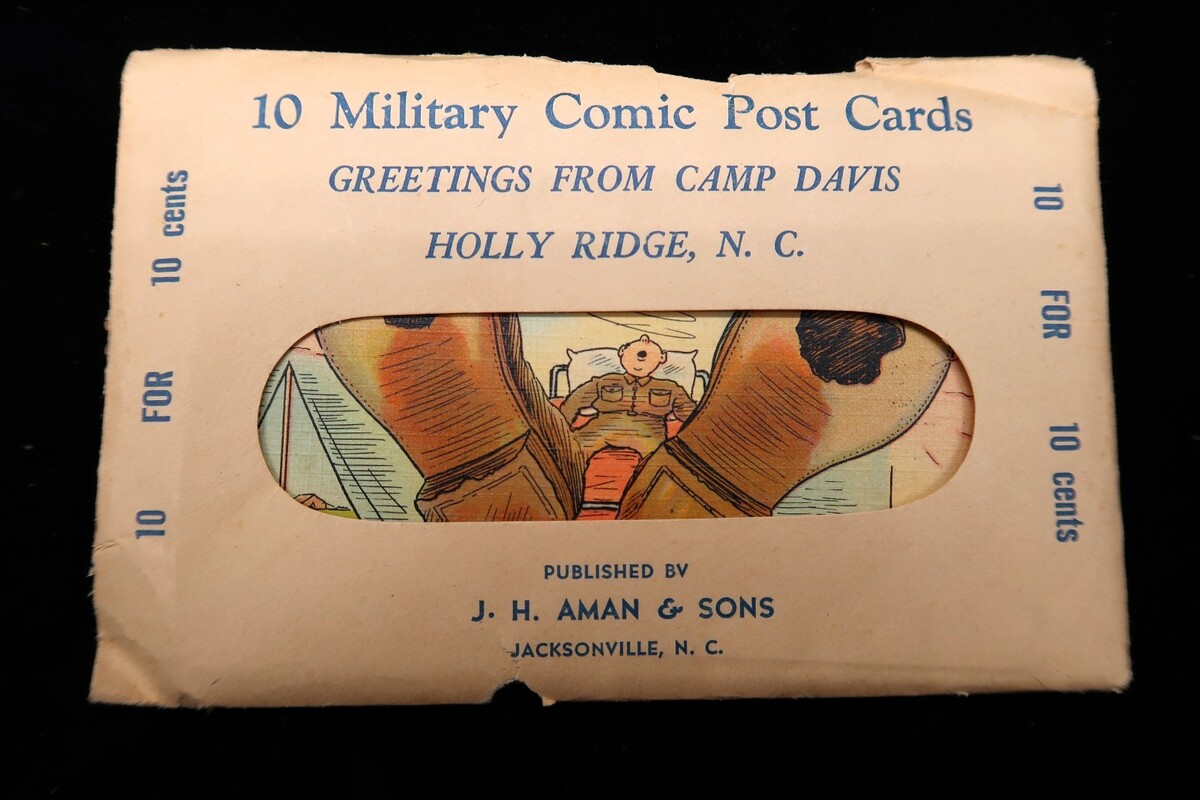 10 Military Comic Post Cards
GREETINGS FROM CAMP DAVIS
HOLLY RIDGE, N. C.
10 FOR 10 cents
10 FOR 10 cents
PUBLISHED BY
J. H. AMAN & SONS
JACKSONVILLE, N. C.